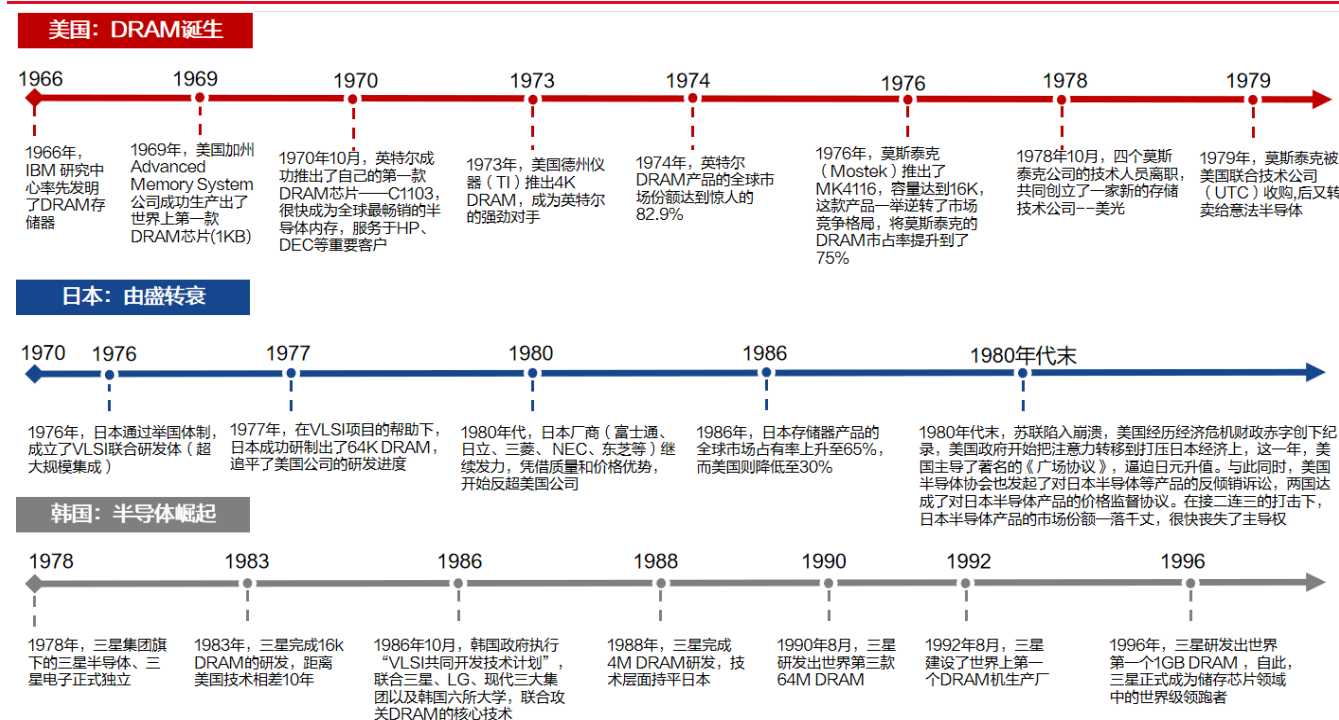 美国：DRAM诞生
1966
1969
1970
1973
1974
1976
1978
1979
1966年，
IBM 研究中
心率先发明
了DRAM存
储器
1969年，美国加州
Advanced
Memory System
公司成功生产出了
世界上第一款
DRAM芯片(1KB)
1970年10月，英特尔成
功推出了自己的第一款
DRAM芯片——C1103，
很快成为全球最畅销的半
导体内存，服务于HP、
DEC等重要客户
1973年，美国德州仪
器（TI）推出4K
DRAM，成为英特尔
的强劲对手
1974年，英特尔
DRAM产品的全球市
场份额达到惊人的
82.9%
1976年，莫斯泰克
（Mostek）推出了
MK4116，容量达到16K，
这款产品一举逆转了市场
竞争格局，将莫斯泰克的
DRAM市占率提升到了
75%
1978年10月，四个莫斯
泰克公司的技术人员离职，
共同创立了一家新的存储
技术公司--美光
1979年，莫斯泰克被
美国联合技术公司
（UTC）收购,后又转
卖给意法半导体
日本：由盛转衰
1970
1976
1977
1980
1986
1980年代末
1976年，日本通过举国体制，
成立了VLSI联合研发体（超
大规模集成）
1977年，在VLSI项目的帮助下，
日本成功研制出了64K DRAM，
追平了美国公司的研发进度
1980年代，日本厂商（富士通、
日立、三菱、NEC、东芝等）继
续发力，凭借质量和价格优势，
开始反超美国公司
1986年，日本存储器产品的
全球市场占有率上升至65%，
而美国则降低至30%
1980年代末，苏联陷入崩溃，美国经历经济危机财政赤字创下纪
录，美国政府开始把注意力转移到打压日本经济上，这一年，美
国主导了著名的《广场协议》，逼迫日元升值。与此同时，美国
半导体协会也发起了对日本半导体等产品的反倾销诉讼，两国达
成了对日本半导体产品的价格监督协议。在接二连三的打击下，
日本半导体产品的市场份额一落千丈，很快丧失了主导权
韩国：半导体崛起
1978
1983
1986
1988
1990
1992
1996
1978年，三星集团旗
下的三星半导体、三
星电子正式独立
1983年，三星完成16k
DRAM的研发，距离
美国技术相差10年
1986年10月，韩国政府执行
“VLSI共同开发技术计划”，
联合三星、LG、现代三大集
团以及韩国六所大学，联合攻
关DRAM的核心技术
1988年，三星完成
4M DRAM研发，技
术层面持平日本
1990年8月，三星
研发出世界第三款
64M DRAM
1992年8月，三星
建设了世界上第一
个DRAM机生产厂
1996年，三星研发出世界
第一个1GB DRAM ，自此，
三星正式成为储存芯片领域
中的世界级领跑者